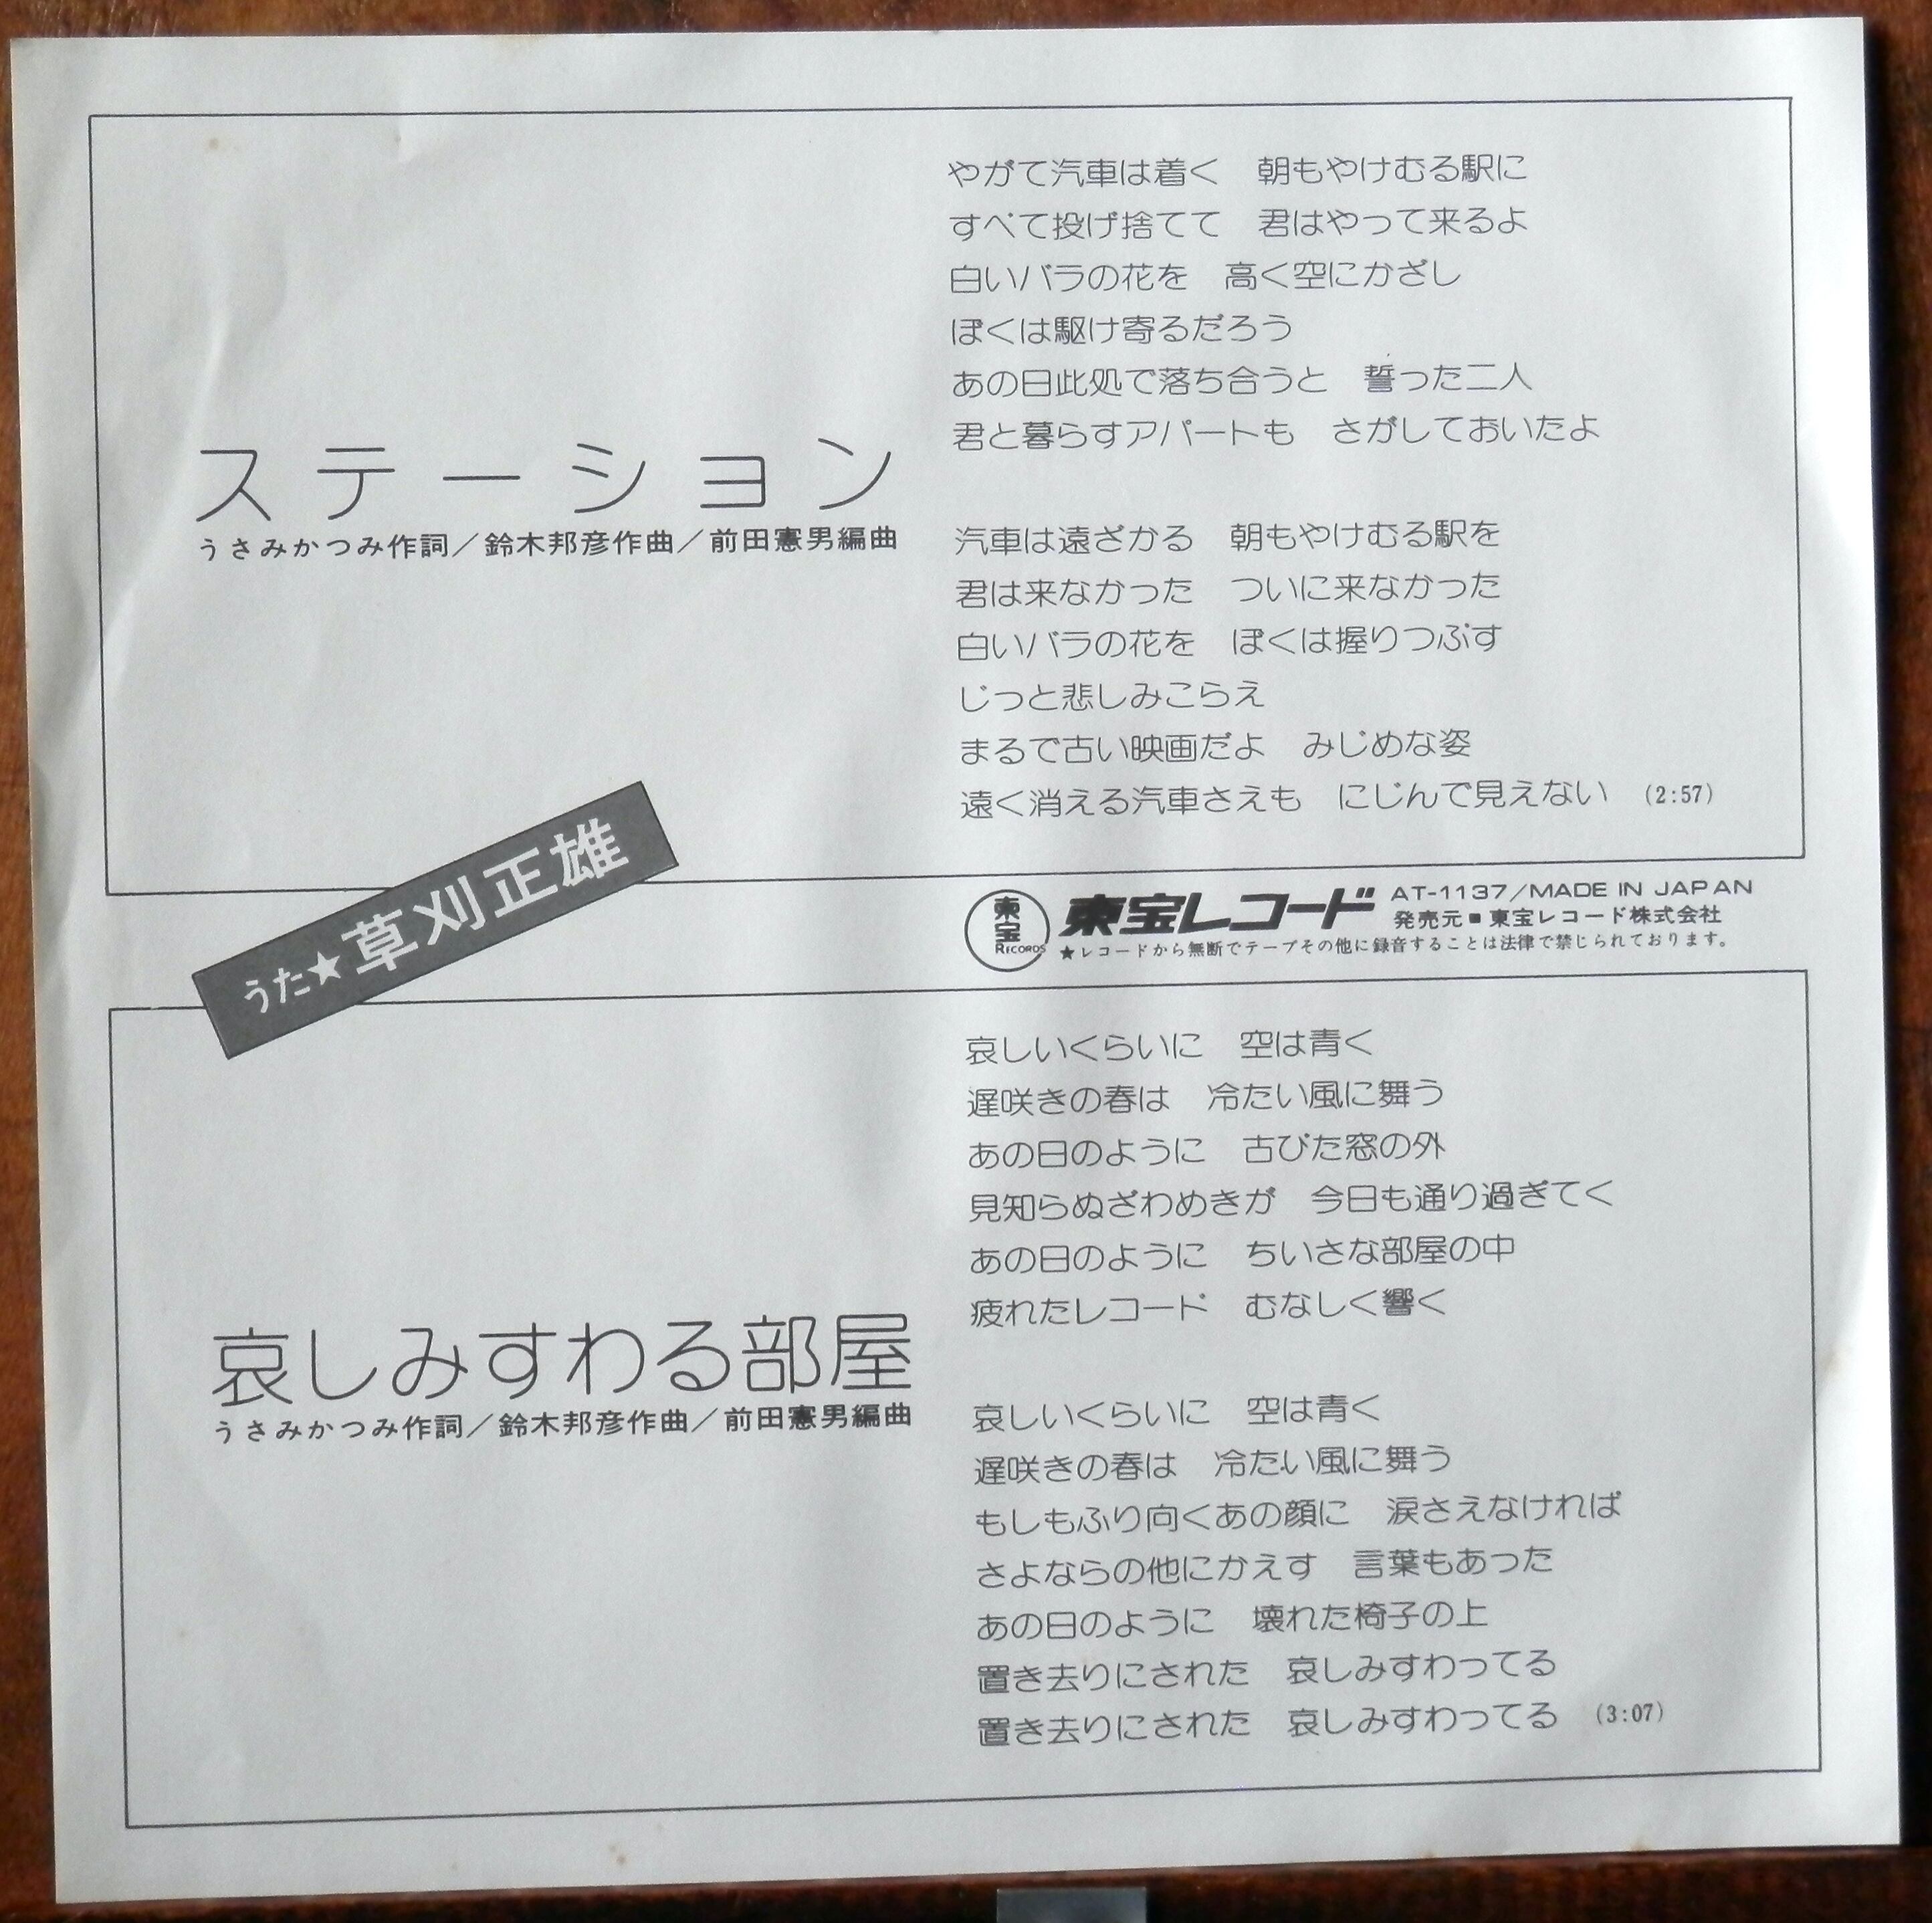 ステーション
うさみかつみ作詞／鈴木邦彦作曲／前田憲男編曲
やがて汽車は着く　朝もやけむる駅に
すべて投げ捨てて　君はやって来るよ
白いバラの花を　高く空にかざし
ぼくは駆け寄るだろう
あの日此処で落ち合うと　誓った二人
君と暮らすアパートも　さがしておいたよ
汽車は遠ざかる　朝もやけむる駅を
君は来なかった　ついに来なかった
白いバラの花を　ぼくは握りつぶす
じっと悲しみこらえ
まるで古い映画だよ　みじめな姿
遠く消える汽車さえも　にじんで見えない　(2:57)
うた★草刈正雄
東宝
RECORDS
東宝レコード
AT-1137/MADE IN JAPAN
発売元■東宝レコード株式会社
★レコードから無断でテープその他に録音することは法律で禁じられております。
哀しみすわる部屋
うさみかつみ作詞／鈴木邦彦作曲／前田憲男編曲
哀しいくらいに　空は青く
遅咲きの春は　冷たい風に舞う
あの日のように　古びた窓の外
見知らぬざわめきが　今日も通り過ぎてく
あの日のように　ちいさな部屋の中
疲れたレコード　むなしく響く
哀しいくらいに　空は青く
遅咲きの春は　冷たい風に舞う
もしもふり向くあの顔に　涙さえなければ
さよならの他にかえす　言葉もあった
あの日のように　壊れた椅子の上
置き去りにされた　哀しみすわってる
置き去りにされた　哀しみすわってる　(3:07)